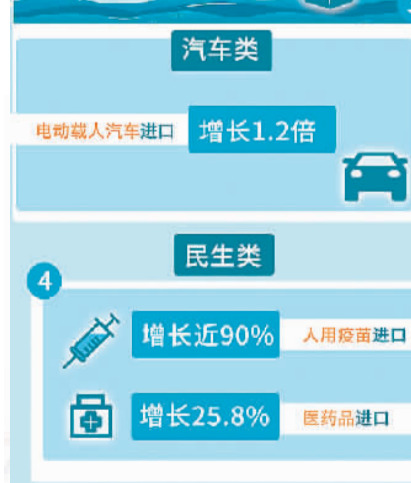 汽车类
电动载人汽车进口 增长1.2倍
民生类
4
增长近90% 人用疫苗进口
增长25.8% 医药品进口